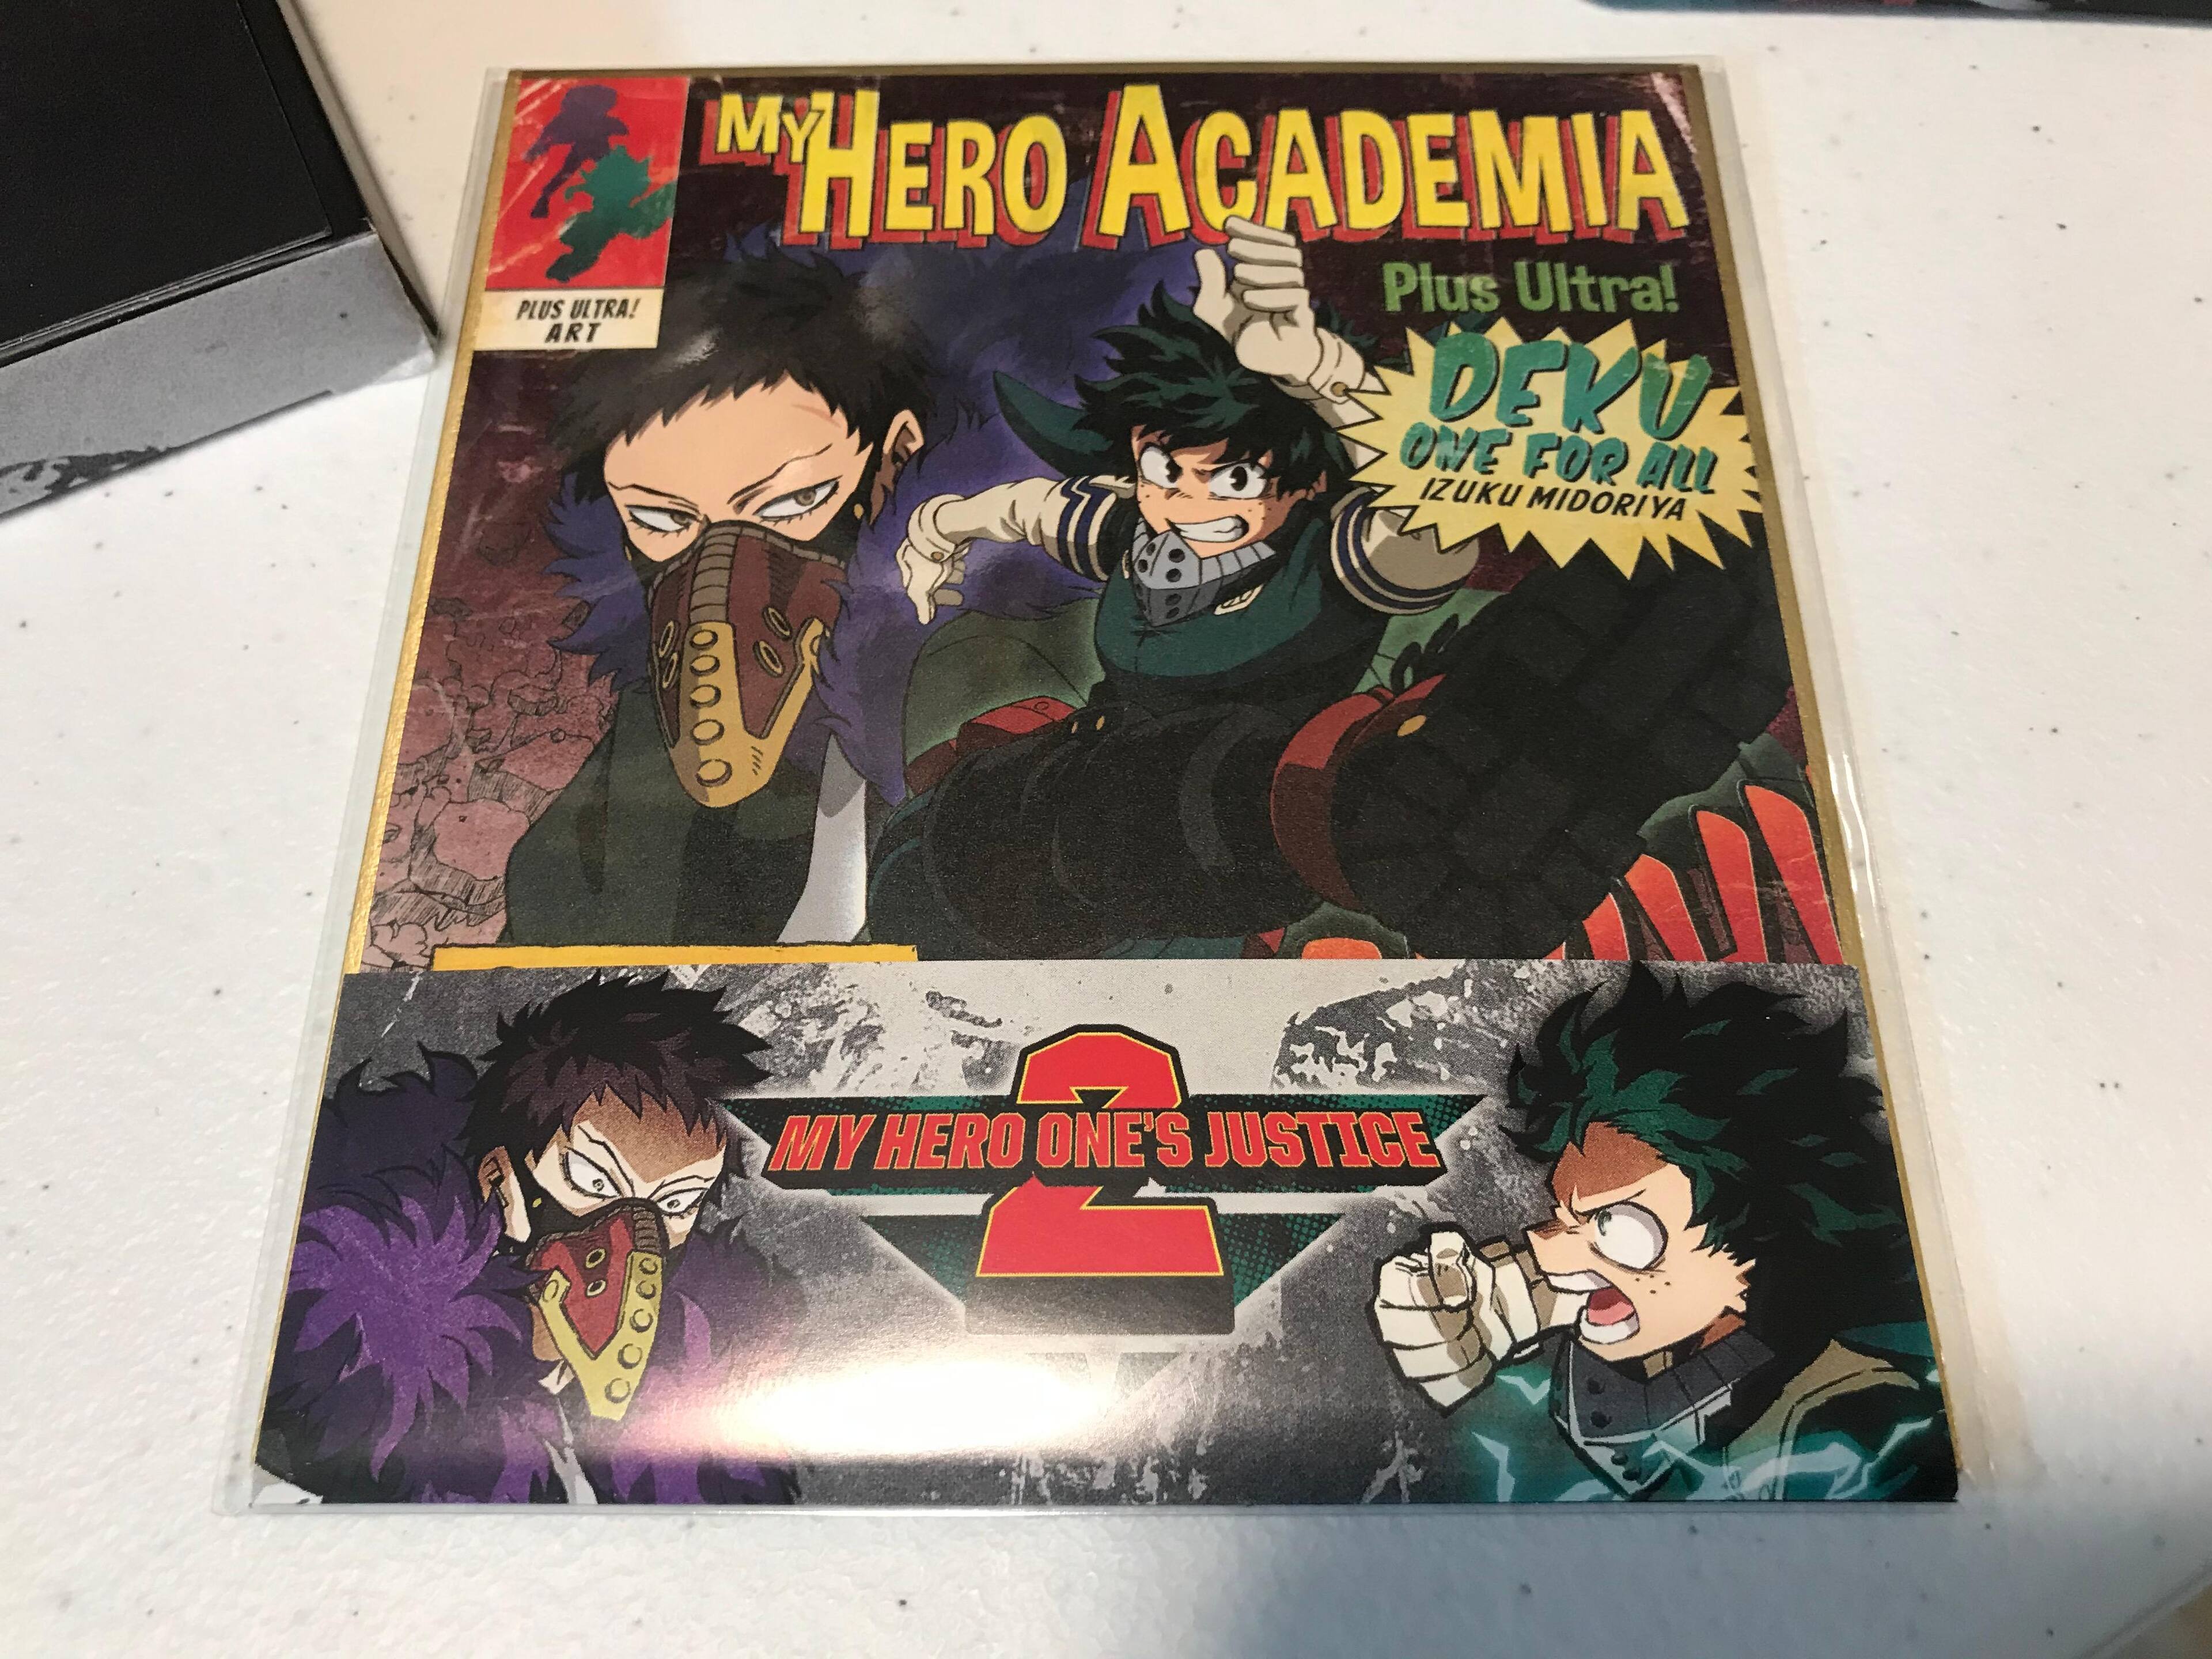 MY HERO ACADEMIA
PLUS ULTRA!
ART
Plus Ultra!
DEKU
ONE FOR ALL
IZUKU MIDORIYA
2
MY HERO ONE'S JUSTICE